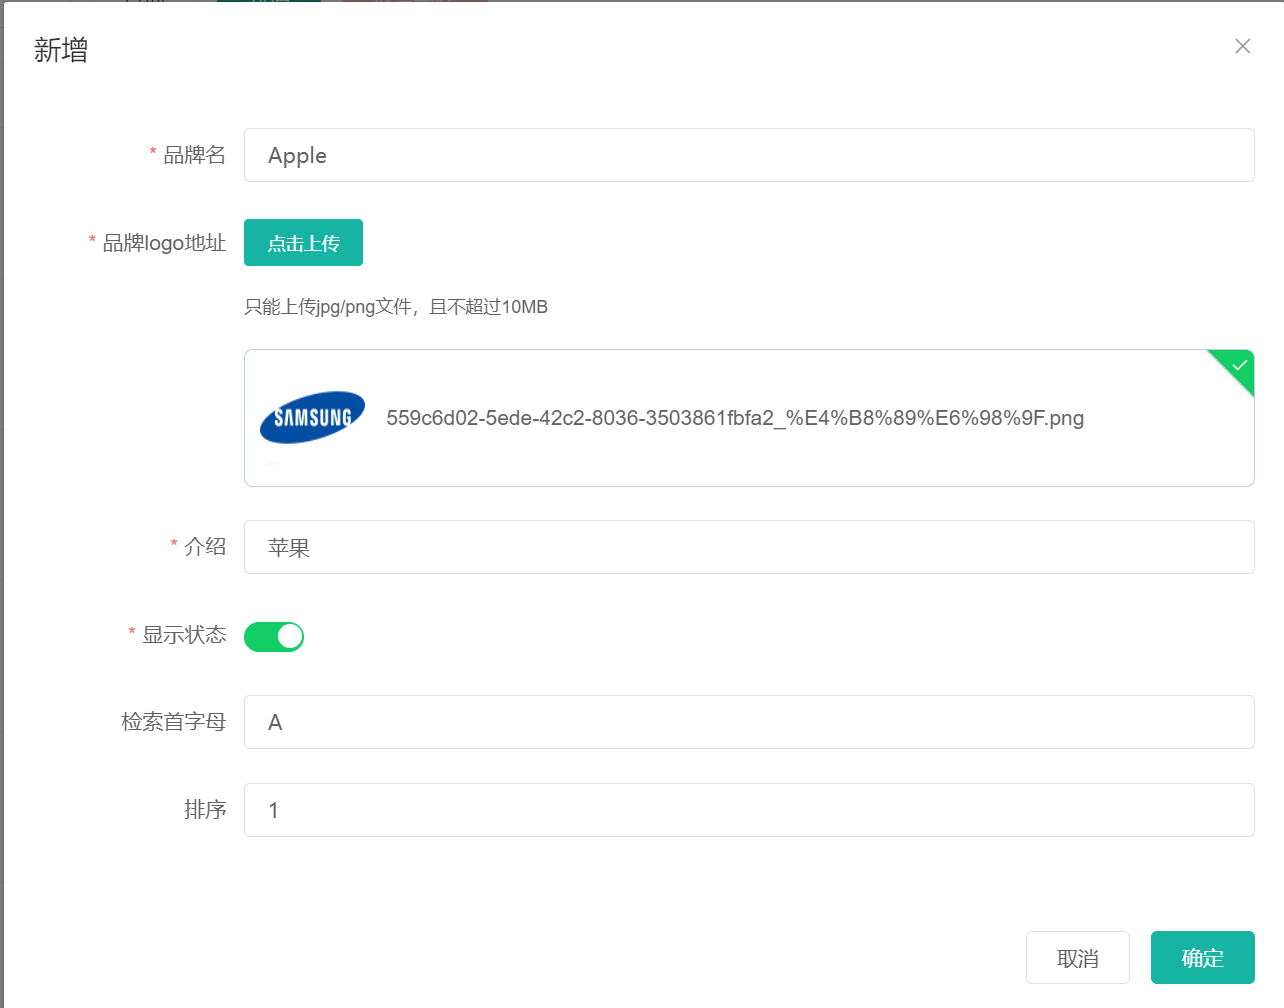 新增
* 品牌名 Apple
* 品牌logo地址 点击上传
只能上传jpg/png文件，且不超过10MB
SAMSUNG 559c6d02-5ede-42c2-8036-3503861fbfa2_%E4%B8%89%E6%98%9F.png
* 介绍 苹果
* 显示状态
检索首字母 A
排序 1
取消 确定